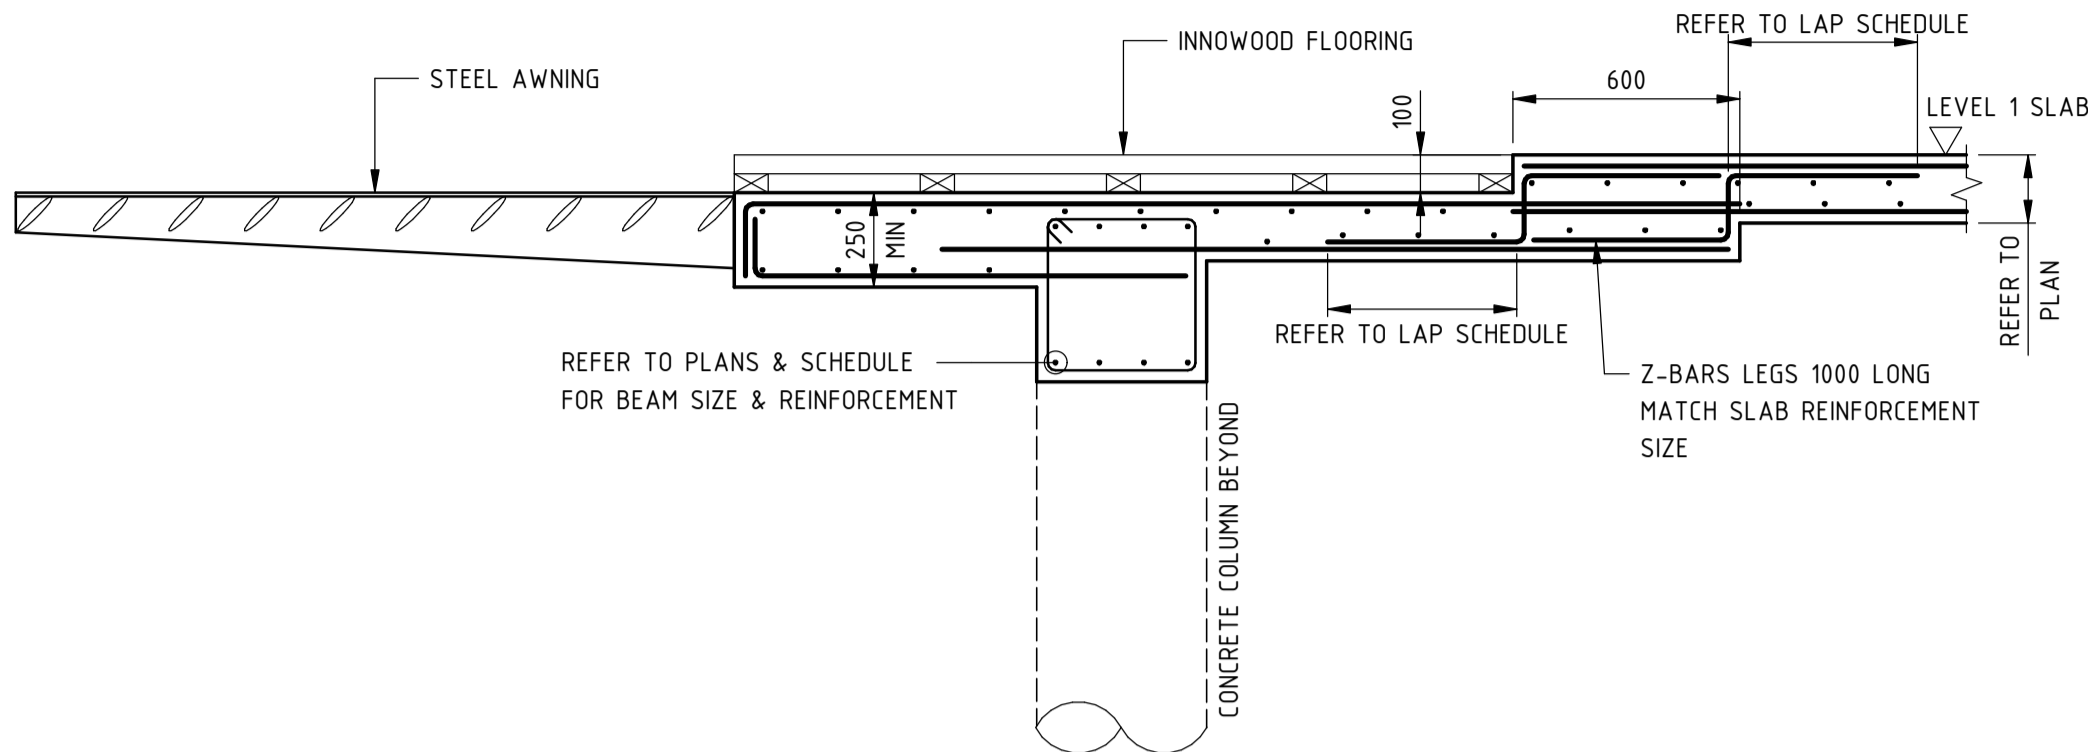 REFER TO LAP SCHEDULE
INNOWOOD FLOORING
STEEL AWNING
600
100
LEVEL 1 SLAB
250
MIN
REFER TO
PLAN
REFER TO LAP SCHEDULE
REFER TO PLANS & SCHEDULE
FOR BEAM SIZE & REINFORCEMENT
Z-BARS LEGS 1000 LONG
MATCH SLAB REINFORCEMENT
SIZE
CONCRETE COLUMN BEYOND